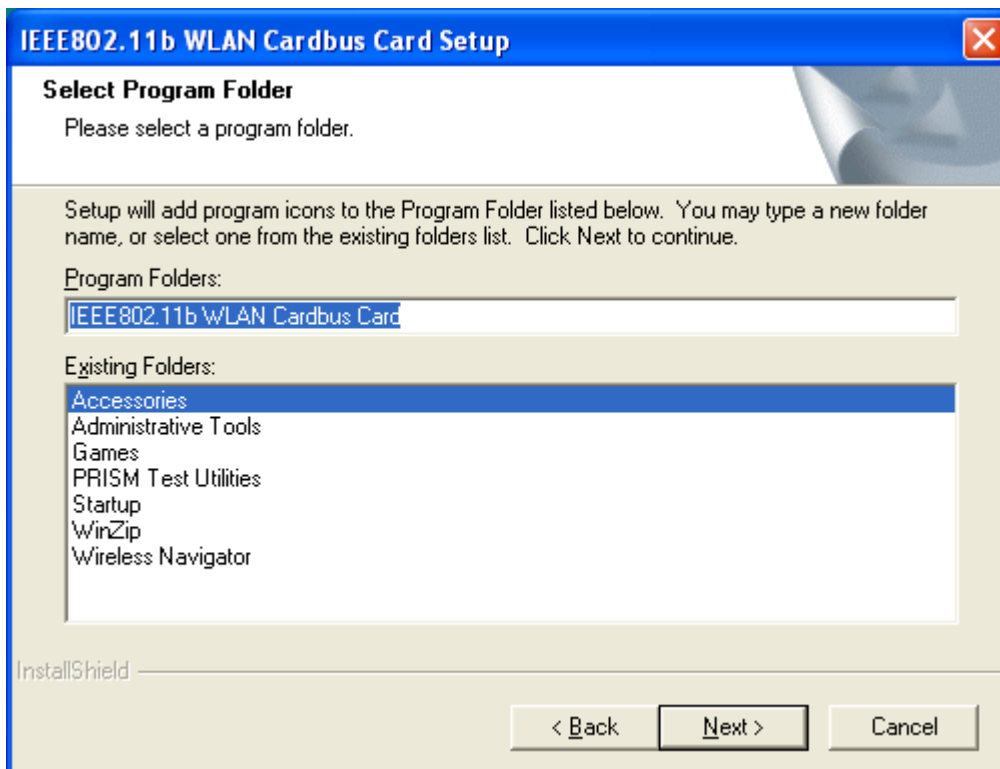 IEEE802.11b WLAN Cardbus Card Setup
Select Program Folder
Please select a program folder.
Setup will add program icons to the Program Folder listed below.  You may type a new folder
name, or select one from the existing folders list.  Click Next to continue.
Program Folders:
IEEE802.11b WLAN Cardbus Card
Existing Folders:
Accessories
Administrative Tools
Games
PRISM Test Utilities
Startup
WinZip
Wireless Navigator
InstallShield
< Back
Next >
Cancel